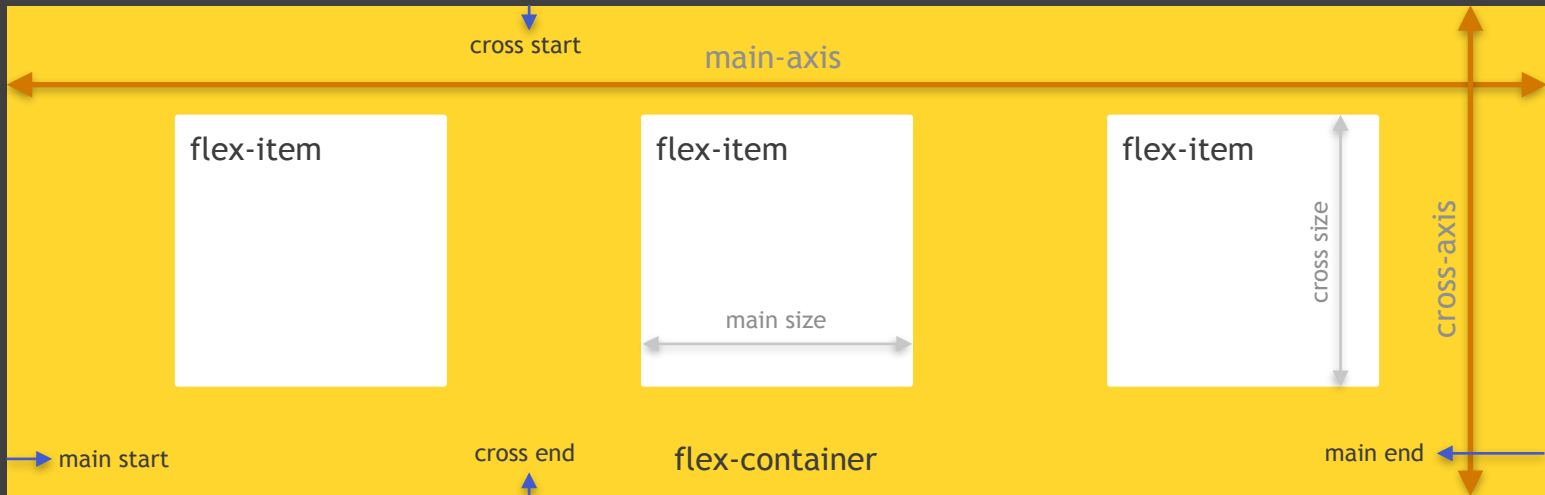 cross start
main-axis
flex-item
flex-item
flex-item
cross size
cross-axis
main size
main start
cross end
flex-container
main end